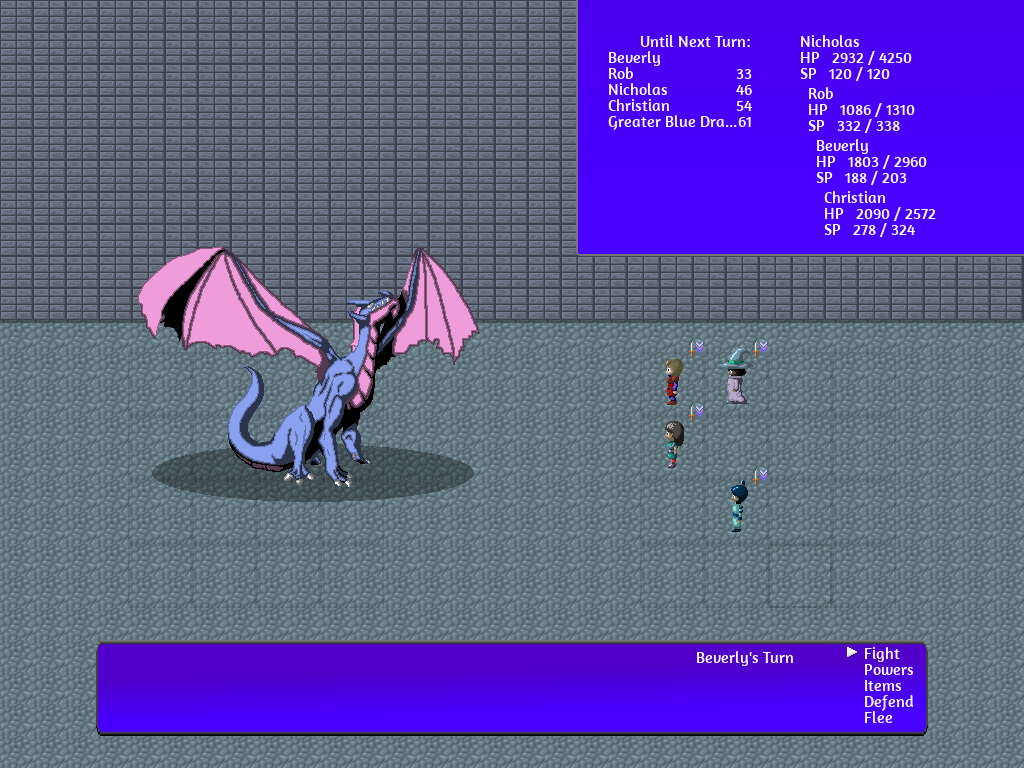 Until Next Turn:
Beverly
Rob 33
Nicholas 46
Christian 54
Greater Blue Dra...61
Nicholas
HP 2932 / 4250
SP 120 / 120
Rob
HP 1086 / 1310
SP 332 / 338
Beverly
HP 1803 / 2960
SP 188 / 203
Christian
HP 2090 / 2572
SP 278 / 324
Beverly's Turn
Fight
Powers
Items
Defend
Flee